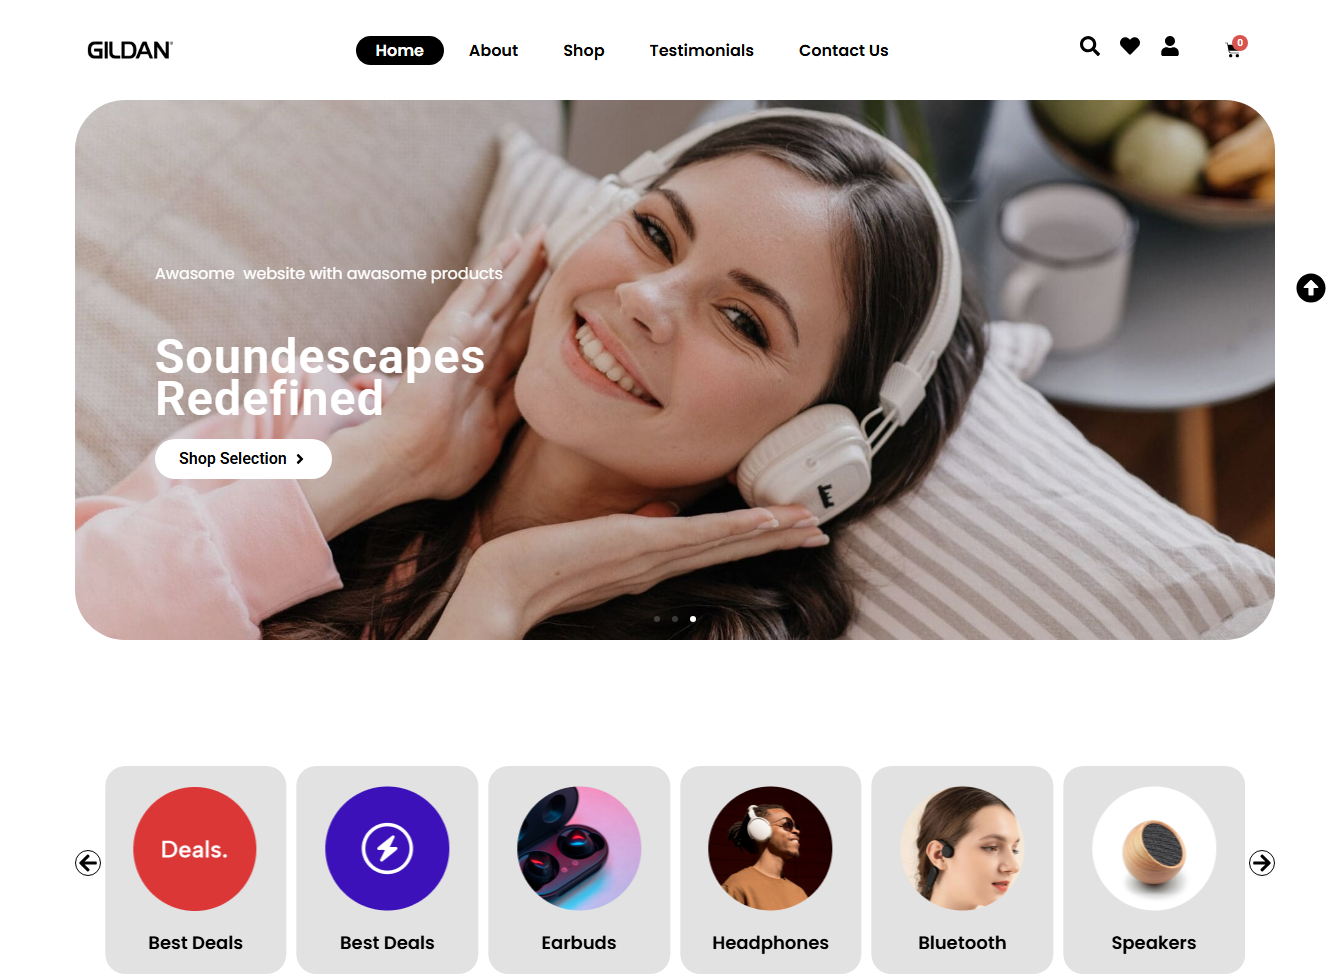 GILDAN®
Home
About
Shop
Testimonials
Contact Us
0
Awasome website with awasome products
Soundescapes
Redefined
Shop Selection
Deals.
Best Deals
Best Deals
Earbuds
Headphones
Bluetooth
Speakers